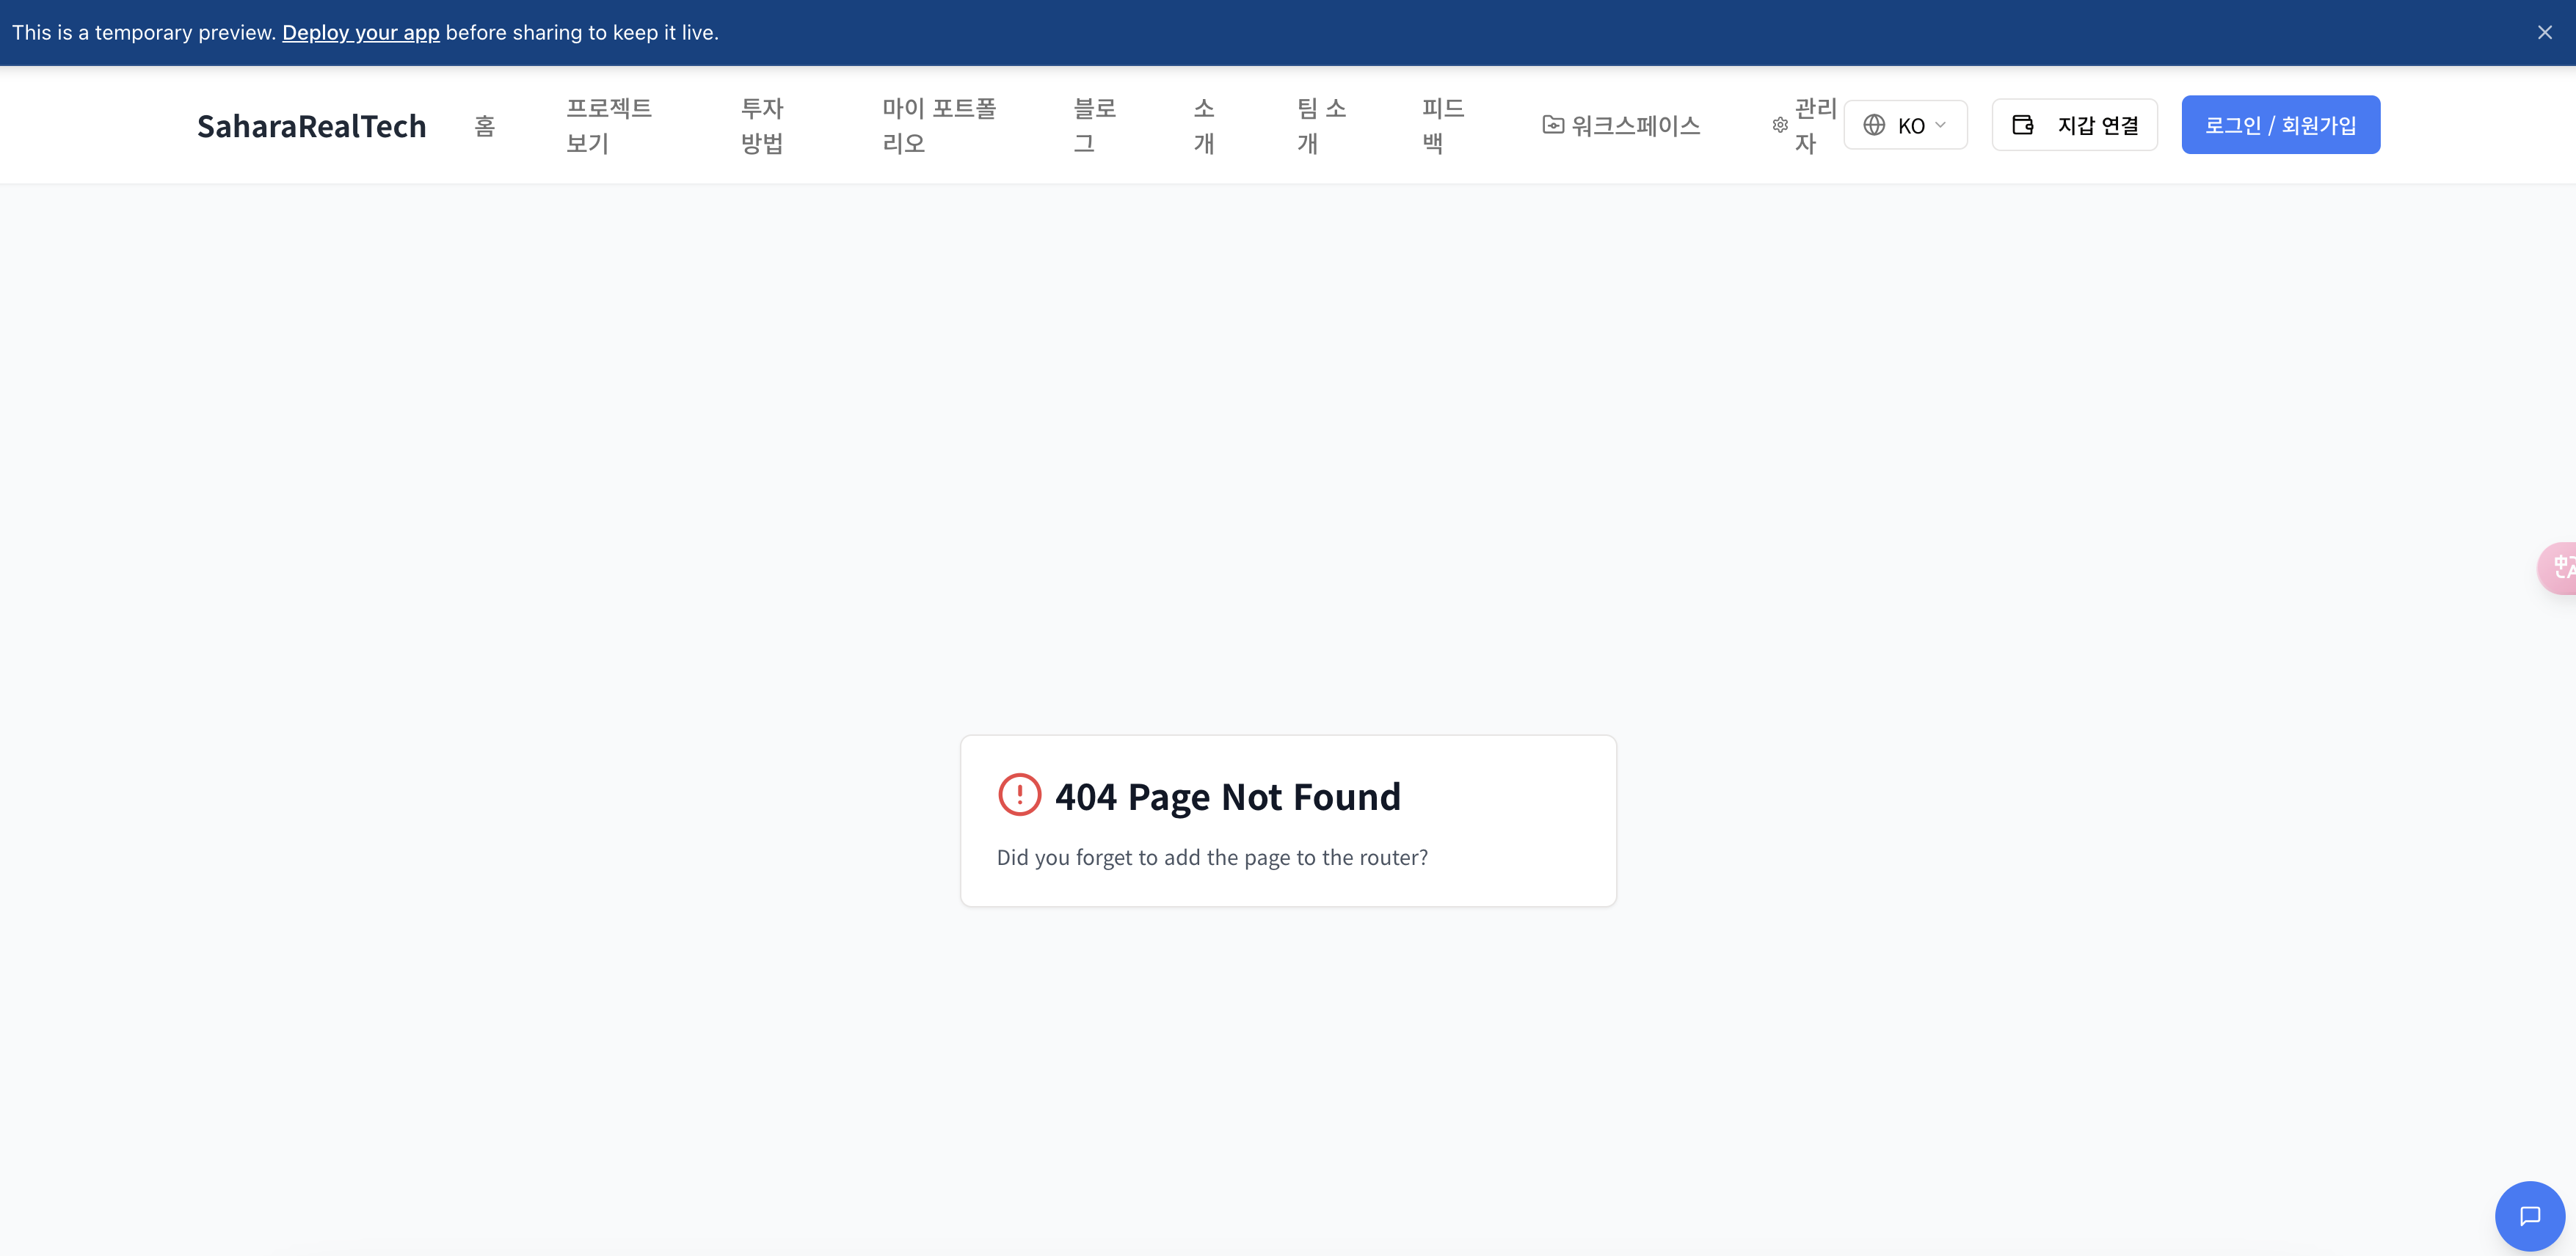 This is a temporary preview. Deploy your app before sharing to keep it live.
SaharaRealTech
홈
프로젝트
보기
투자
방법
마이 포트폴
리오
블로
그
소
개
팀 소
개
피드
백
워크스페이스
관리
자
KO
지갑 연결
로그인 / 회원가입
404 Page Not Found
Did you forget to add the page to the router?